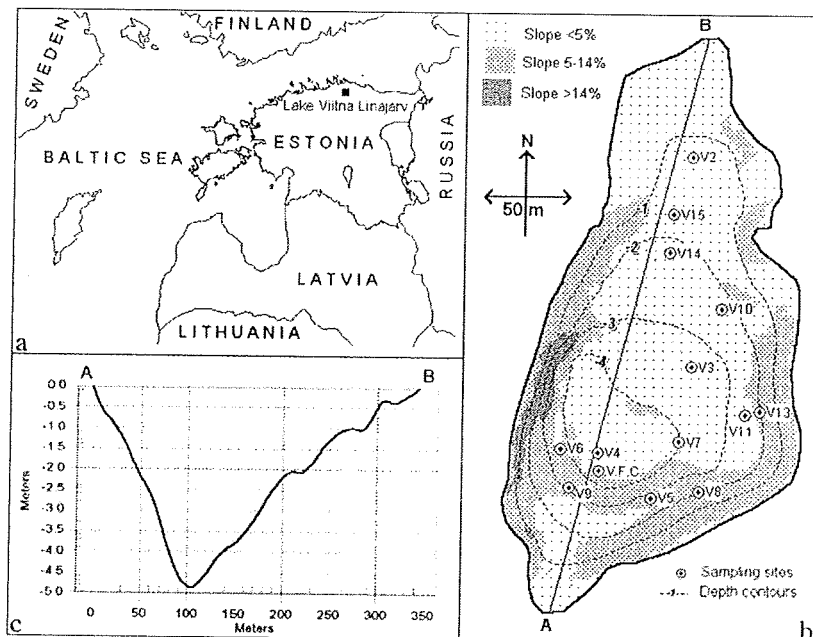 FINLAND
SWEDEN
Lake Viitna Linajärv
BALTIC SEA
ESTONIA
RUSSIA
LATVIA
LITHUANIA
a
A
B
0.0
-0.5
-1.0
-1.5
-2.0
-2.5
-3.0
-3.5
-4.0
-4.5
-5.0
Meters
0 50 100 150 200 250 300 350
Meters
c
Slope <5%
Slope 5-14%
Slope >14%
N
50 m
B
V2
-1
V15
-2
V14
V10
-3
-4
V3
V13
V11
V6
V4
V7
V.F.C
V9
V5
V8
Sampling sites
-1- Depth contours
A
b